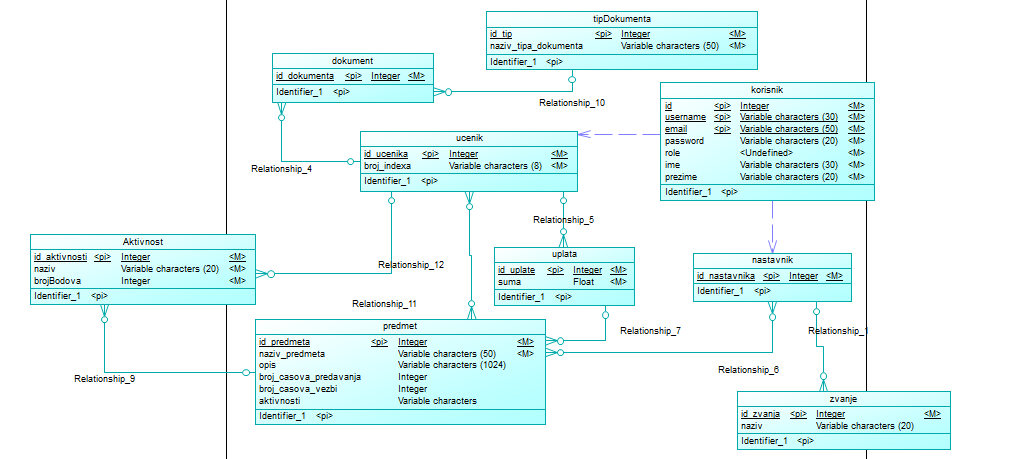 tipDokumenta
id_tip <pi> Integer <M>
naziv_tipa_dokumenta Variable characters (50) <M>
Identifier_1 <pi>
dokument
id_dokumenta <pi> Integer <M>
Identifier_1 <pi>
Relationship_10
korisnik
id <pi> Integer <M>
username <pi> Variable characters (30) <M>
email <pi> Variable characters (50) <M>
password Variable characters (20) <M>
role <Undefined> <M>
ime Variable characters (30) <M>
prezime Variable characters (20) <M>
Identifier_1 <pi>
ucenik
id_ucenika <pi> Integer <M>
broj_indexa Variable characters (8) <M>
Identifier_1 <pi>
Relationship_4
Relationship_5
Aktivnost
id_aktivnosti <pi> Integer <M>
naziv Variable characters (20) <M>
brojBodova Integer <M>
Identifier_1 <pi>
Relationship_12
uplata
id_uplate <pi> Integer <M>
suma Float <M>
Identifier_1 <pi>
nastavnik
id_nastavnika <pi> Integer <M>
Identifier_1 <pi>
Relationship_11
Relationship_7
Relationship_1
predmet
id_predmeta <pi> Integer <M>
naziv_predmeta Variable characters (50) <M>
opis Variable characters (1024)
broj_casova_predavanja Integer
broj_casova_vezbi Integer
aktivnosti Variable characters
Identifier_1 <pi>
Relationship_9
Relationship_6
zvanje
id_zvanja <pi> Integer <M>
naziv Variable characters (20)
Identifier_1 <pi>